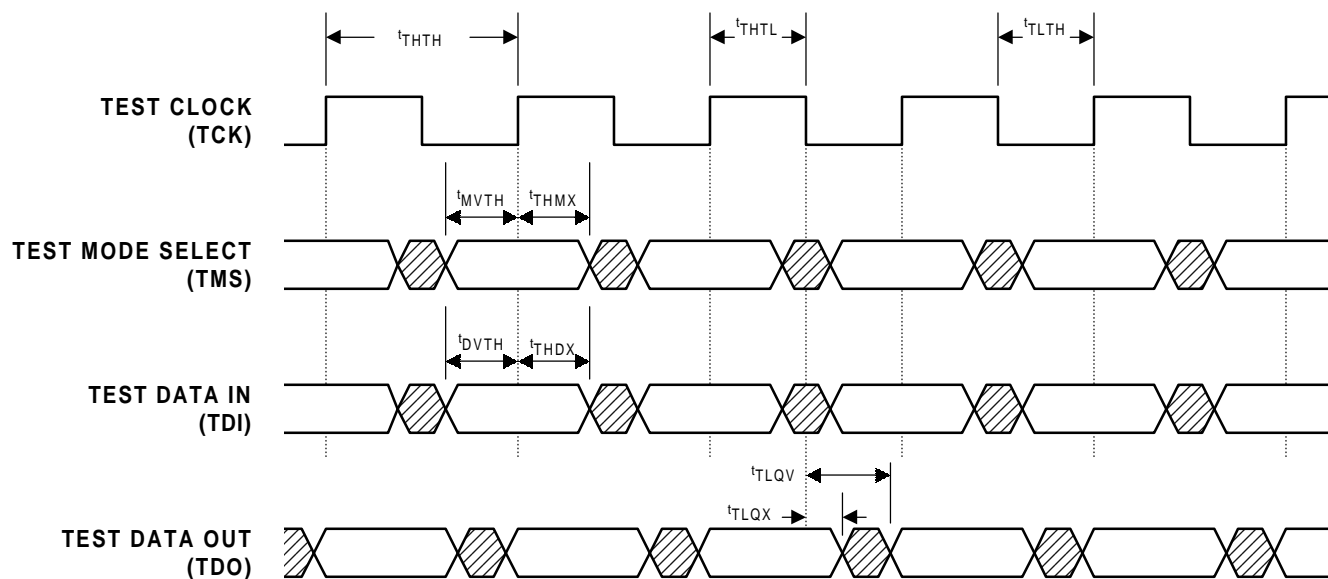 tTHTH
tTHTL
tTLTH
TEST CLOCK
(TCK)
tMVTH
tTHMX
TEST MODE SELECT
(TMS)
tDVTH
tTHDX
TEST DATA IN
(TDI)
tTLQV
tTLQX
TEST DATA OUT
(TDO)